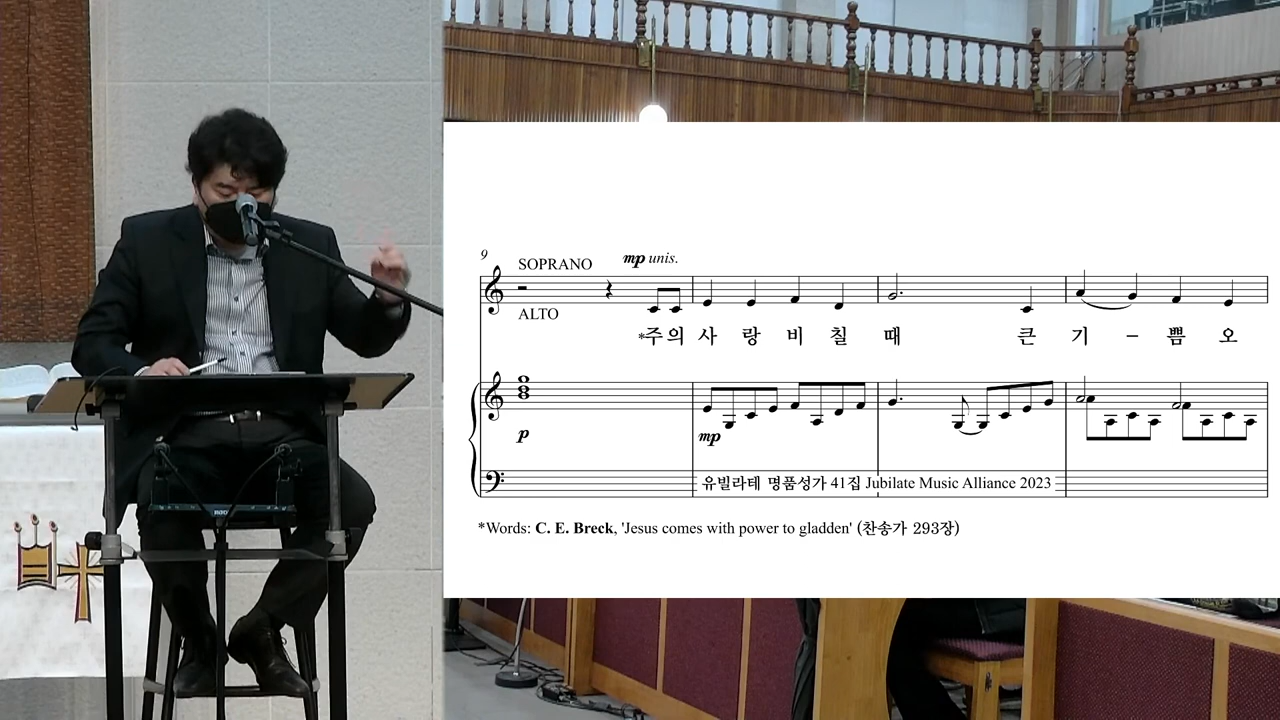 9
SOPRANO mp unis.
ALTO
*주의 사 랑 비 칠 때 큰 기 – 쁨 오
p mp
유빌라테 명품성가 41집 Jubilate Music Alliance 2023
*Words: C. E. Breck, 'Jesus comes with power to gladden' (찬송가 293장)